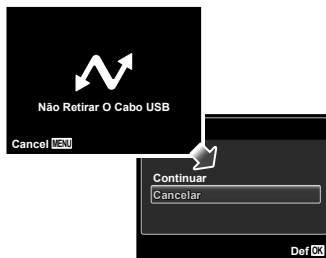 Não Retirar O Cabo USB
Cancel MENU
Continuar
Cancelar
Def OK